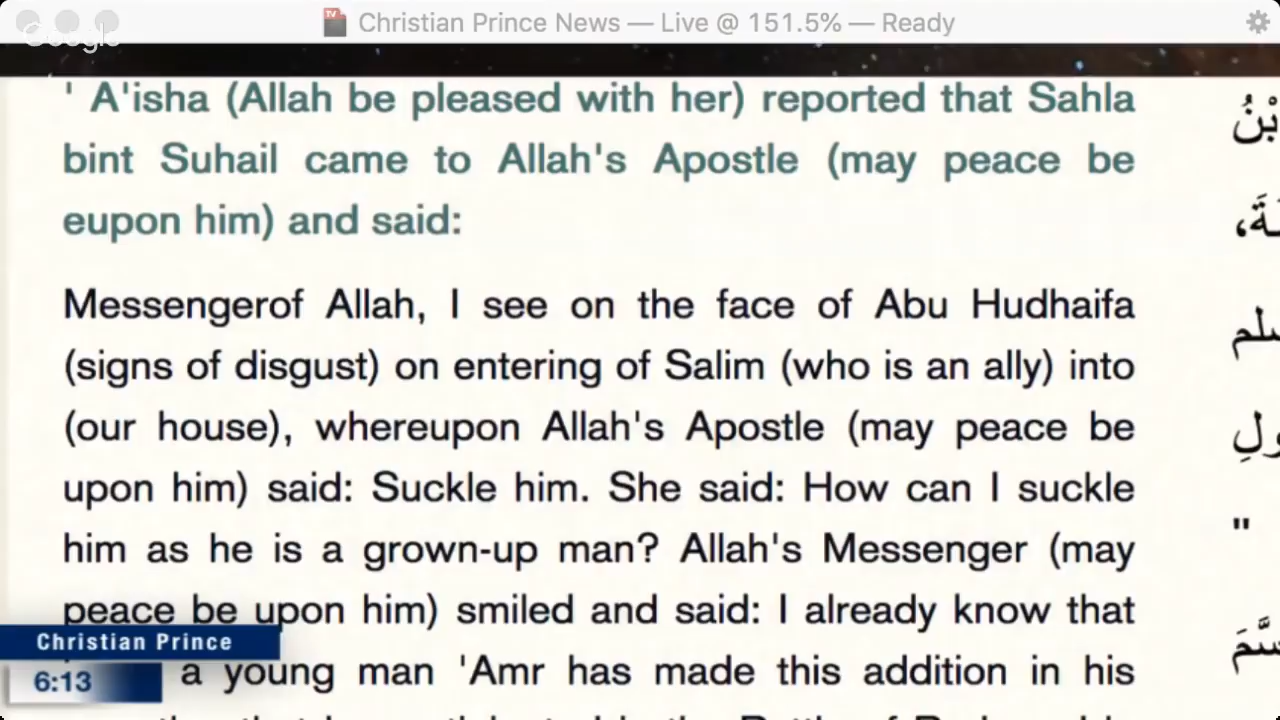 Christian Prince News — Live @ 151.5% — Ready
Google
' A'isha (Allah be pleased with her) reported that Sahla
bint Suhail came to Allah's Apostle (may peace be
eupon him) and said:
Messengerof Allah, I see on the face of Abu Hudhaifa
(signs of disgust) on entering of Salim (who is an ally) into
(our house), whereupon Allah's Apostle (may peace be
upon him) said: Suckle him. She said: How can I suckle
him as he is a grown-up man? Allah's Messenger (may
peace be upon him) smiled and said: I already know that
a young man 'Amr has made this addition in his
Christian Prince
6:13
بْنُ
"